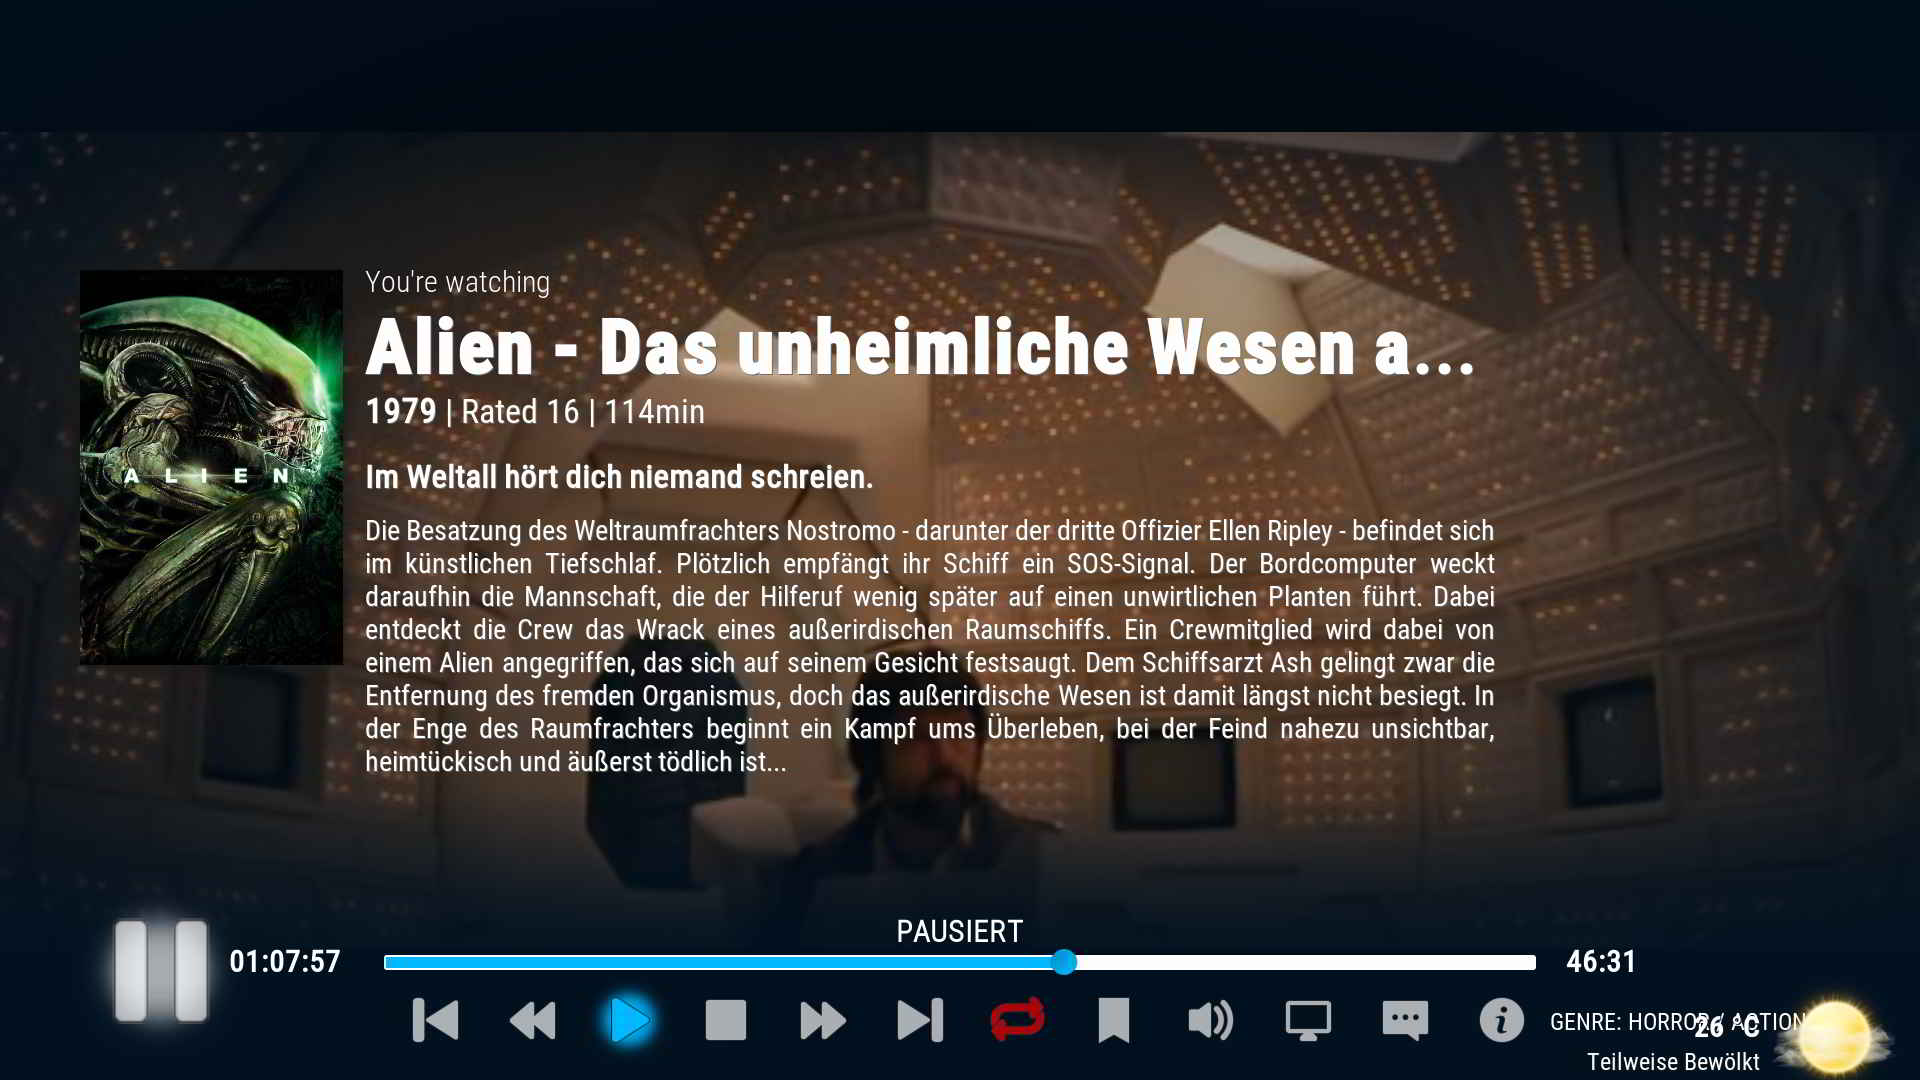 You're watching
Alien - Das unheimliche Wesen a...
1979 | Rated 16 | 114min
Im Weltall hört dich niemand schreien.
ALIEN
Die Besatzung des Weltraumfrachters Nostromo - darunter der dritte Offizier Ellen Ripley - befindet sich
im künstlichen Tiefschlaf. Plötzlich empfängt ihr Schiff ein SOS-Signal. Der Bordcomputer weckt
daraufhin die Mannschaft, die der Hilferuf wenig später auf einen unwirtlichen Planten führt. Dabei
entdeckt die Crew das Wrack eines außerirdischen Raumschiffs. Ein Crewmitglied wird dabei von
einem Alien angegriffen, das sich auf seinem Gesicht festsaugt. Dem Schiffsarzt Ash gelingt zwar die
Entfernung des fremden Organismus, doch das außerirdische Wesen ist damit längst nicht besiegt. In
der Enge des Raumfrachters beginnt ein Kampf ums Überleben, bei der Feind nahezu unsichtbar,
heimtückisch und äußerst tödlich ist...
PAUSIERT
01:07:57
46:31
GENRE: HORROR / ACTION
26 °C
Teilweise Bewölkt